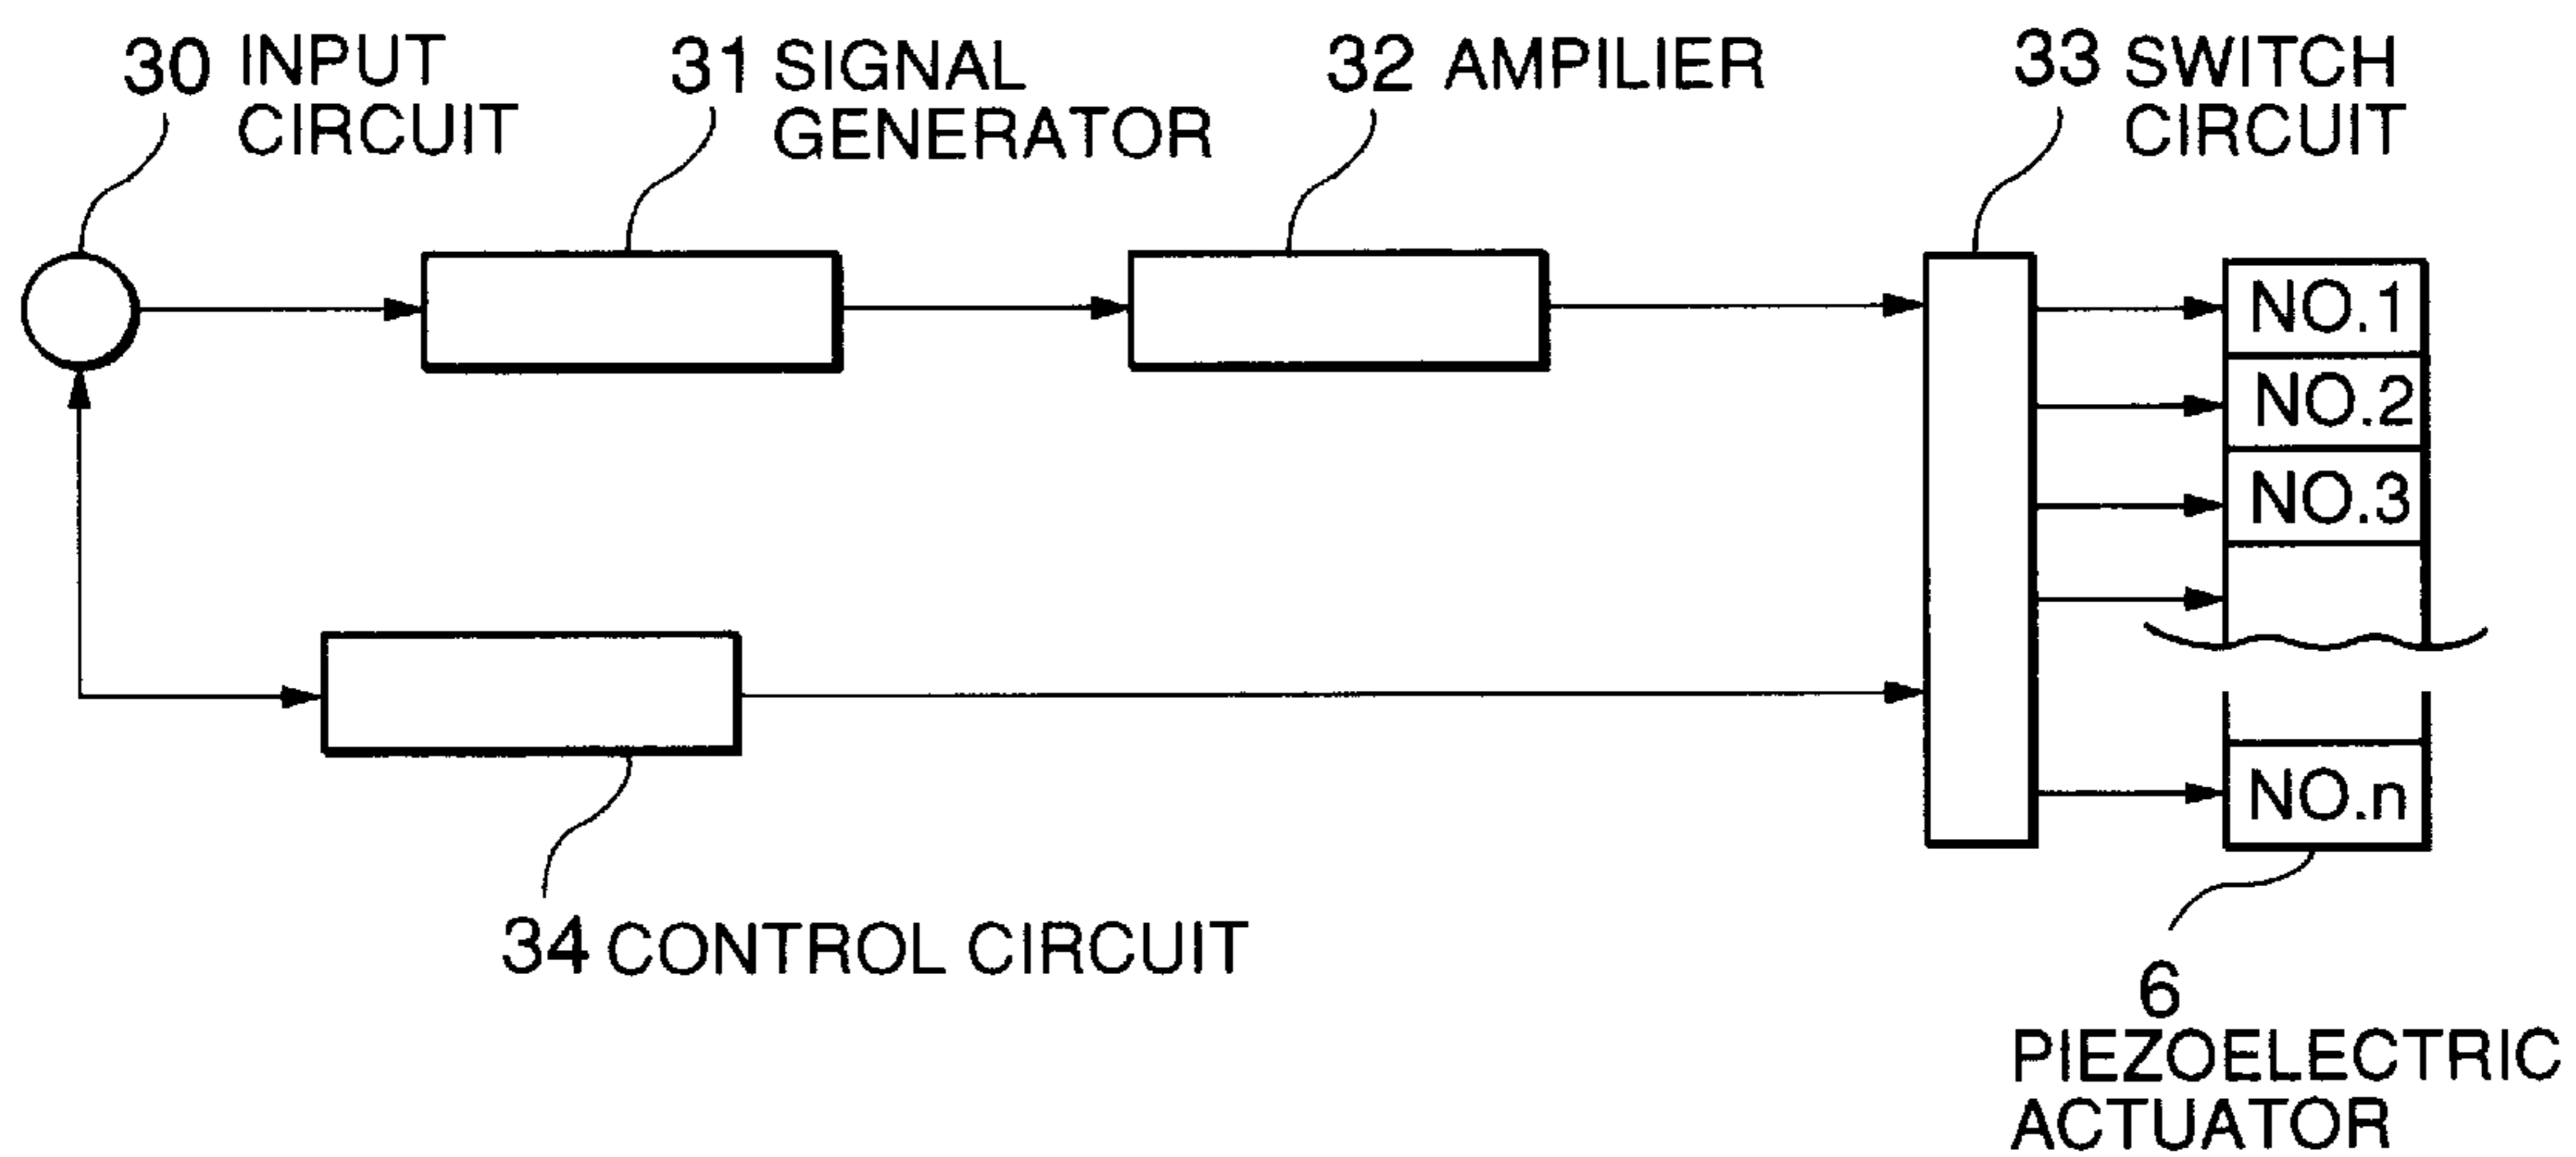 30 INPUT
CIRCUIT
31 SIGNAL
GENERATOR
32 AMPILIER
33 SWITCH
CIRCUIT
NO.1
NO.2
NO.3
NO.n
34 CONTROL CIRCUIT
6
PIEZOELECTRIC
ACTUATOR